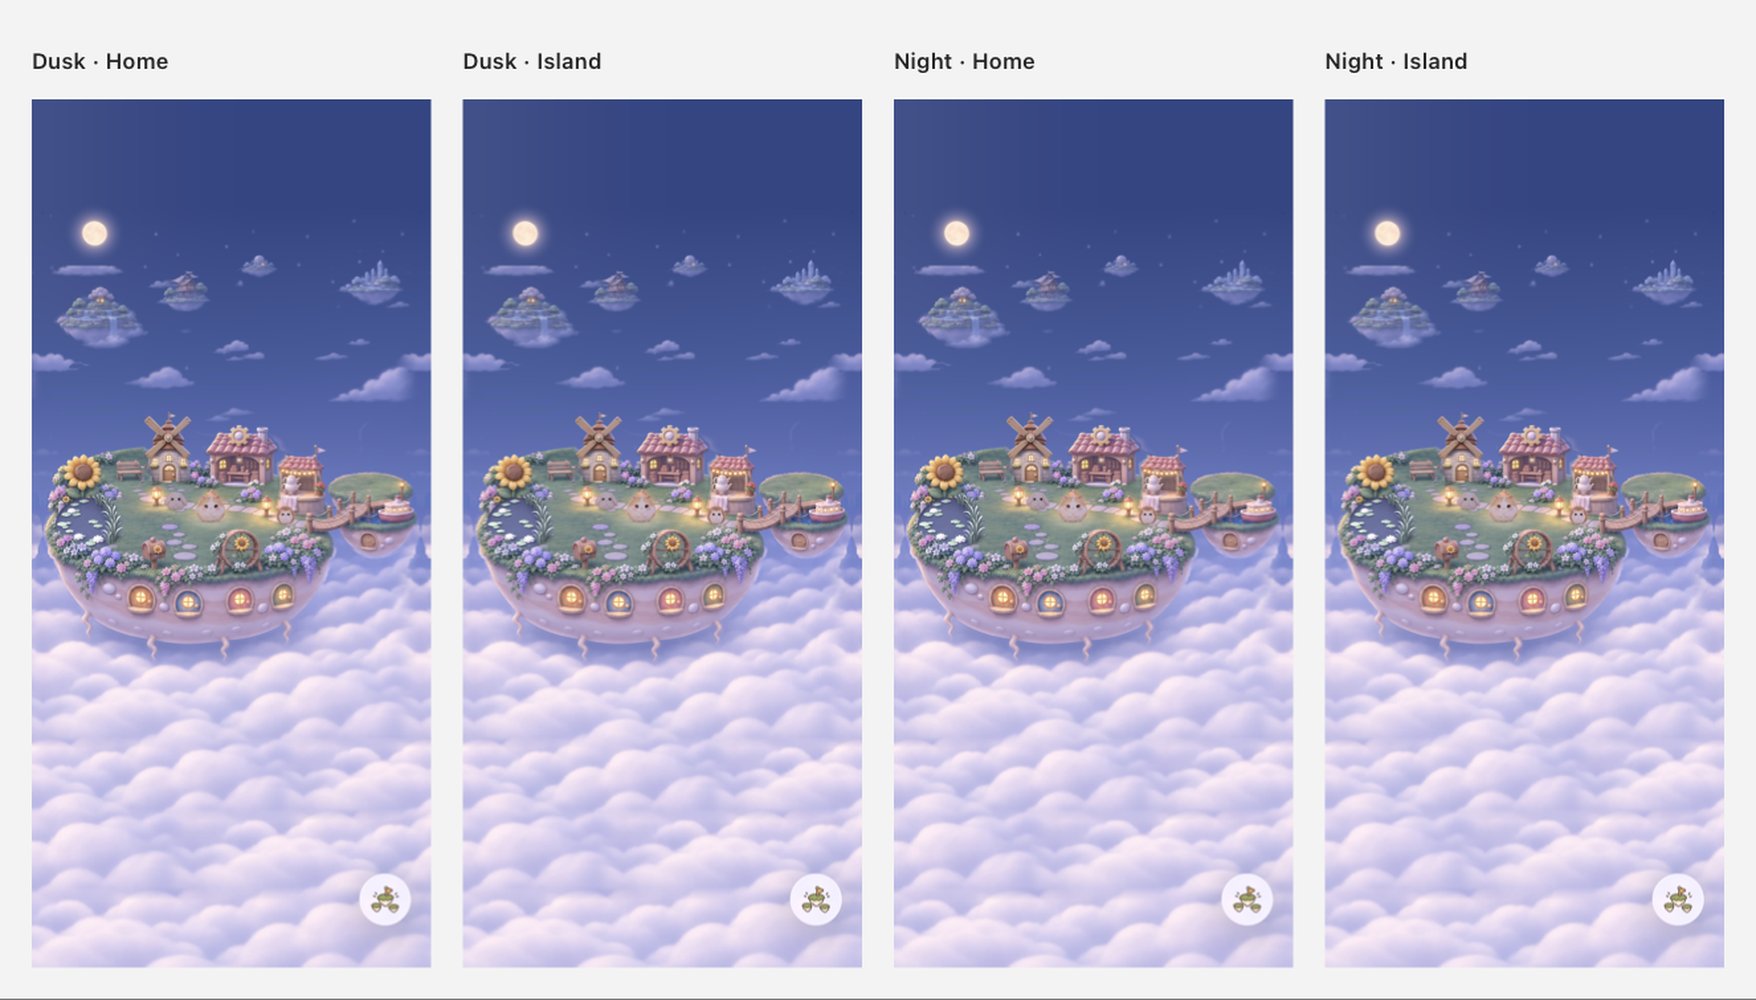 Dusk · Home
Dusk · Island
Night · Home
Night · Island